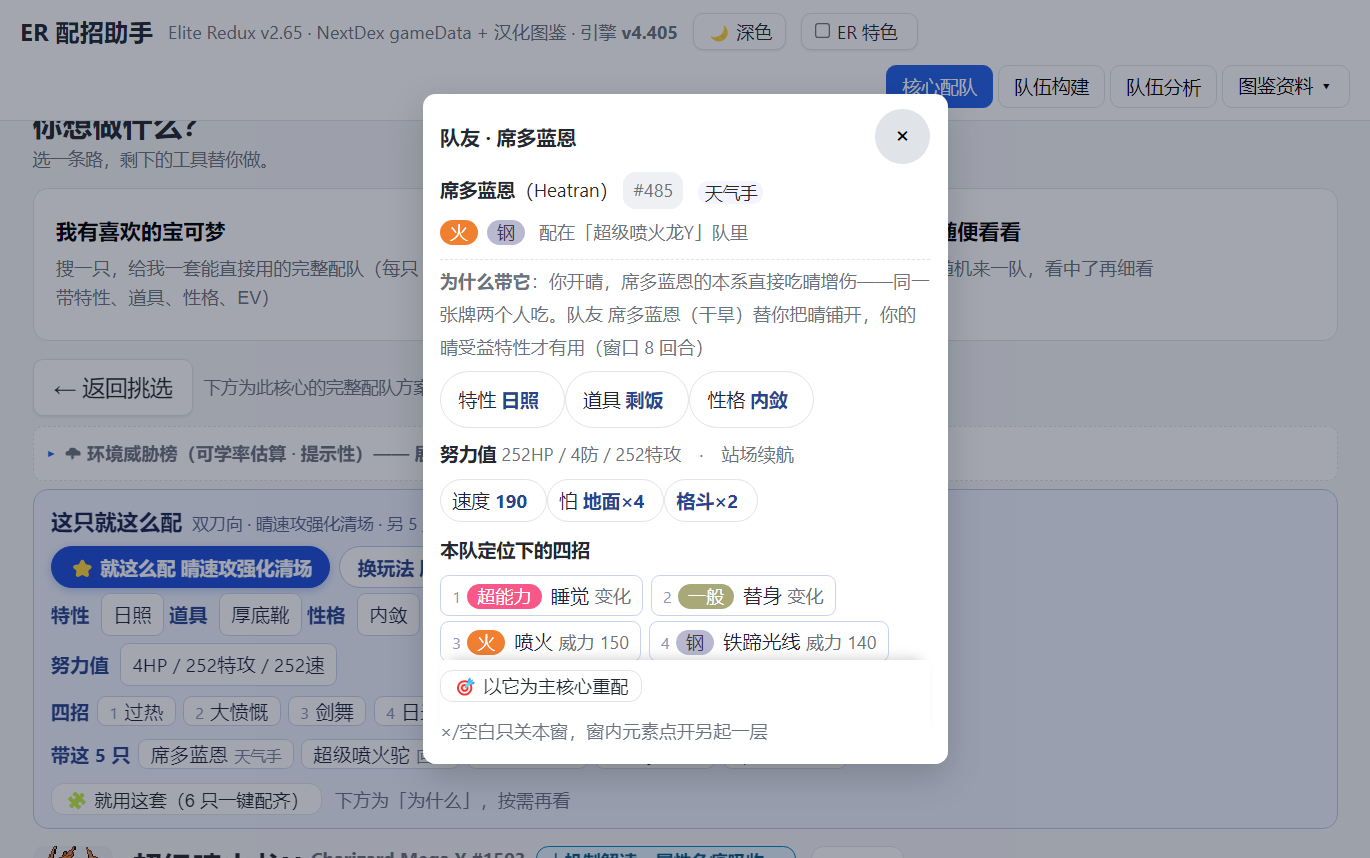 ER 配招助手 Elite Redux v2.65 · NextDex gameData + 汉化图鉴 · 引擎 v4.405 🌙 深色 ☐ ER 特色
核心配队 队伍构建 队伍分析 图鉴资料 ▾
你想做什么?
选一条路，剩下的工具替你做。
我有喜欢的宝可梦
搜一只，给我一套能直接用的完整配队（每只
带特性、道具、性格、EV）
便看看
机来一队，看中了再细看
← 返回挑选 下方为此核心的完整配队方案
▸ 🌩 环境威胁榜（可学率估算 · 提示性）——
这只就这么配 双刀向 · 晴速攻强化清场 · 另 5
⭐ 就这么配 晴速攻强化清场 换玩法
特性 日照 道具 厚底靴 性格 内敛
努力值 4HP / 252特攻 / 252速
四招 1 过热 2 大愤慨 3 剑舞 4 日
带这 5 只 席多蓝恩 天气手 超级喷火驼
🧩 就用这套（6 只一键配齐） 下方为「为什么」，按需再看
队友 · 席多蓝恩 ×
席多蓝恩（Heatran） #485 天气手
火 钢 配在「超级喷火龙Y」队里
为什么带它：你开晴，席多蓝恩的本系直接吃晴增伤——同一
张牌两个人吃。队友 席多蓝恩（干旱）替你把晴铺开，你的
晴受益特性才有用（窗口 8 回合）
特性 日照 道具 剩饭 性格 内敛
努力值 252HP / 4防 / 252特攻 · 站场续航
速度 190 怕 地面×4 格斗×2
本队定位下的四招
1 超能力 睡觉 变化 2 一般 替身 变化
3 火 喷火 威力 150 4 钢 铁蹄光线 威力 140
🎯 以它为主核心重配
×/空白只关本窗，窗内元素点开另起一层